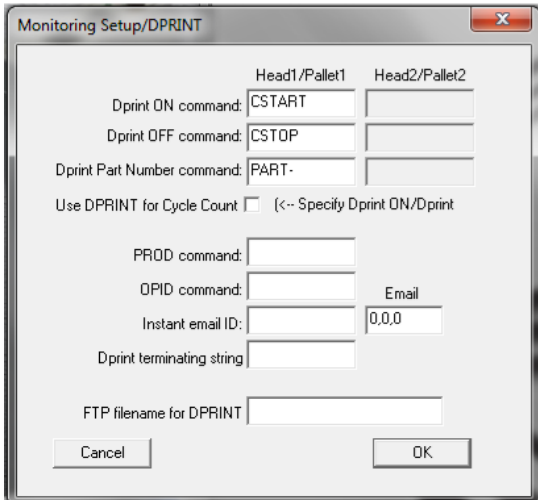 Monitoring Setup/DPRINT
Head1/Pallet1 Head2/Pallet2
Dprint ON command: CSTART
Dprint OFF command: CSTOP
Dprint Part Number command: PART-
Use DPRINT for Cycle Count (<-- Specify Dprint ON/Dprint
PROD command:
OPID command:
Email
Instant email ID: 0,0,0
Dprint terminating string
FTP filename for DPRINT
Cancel OK